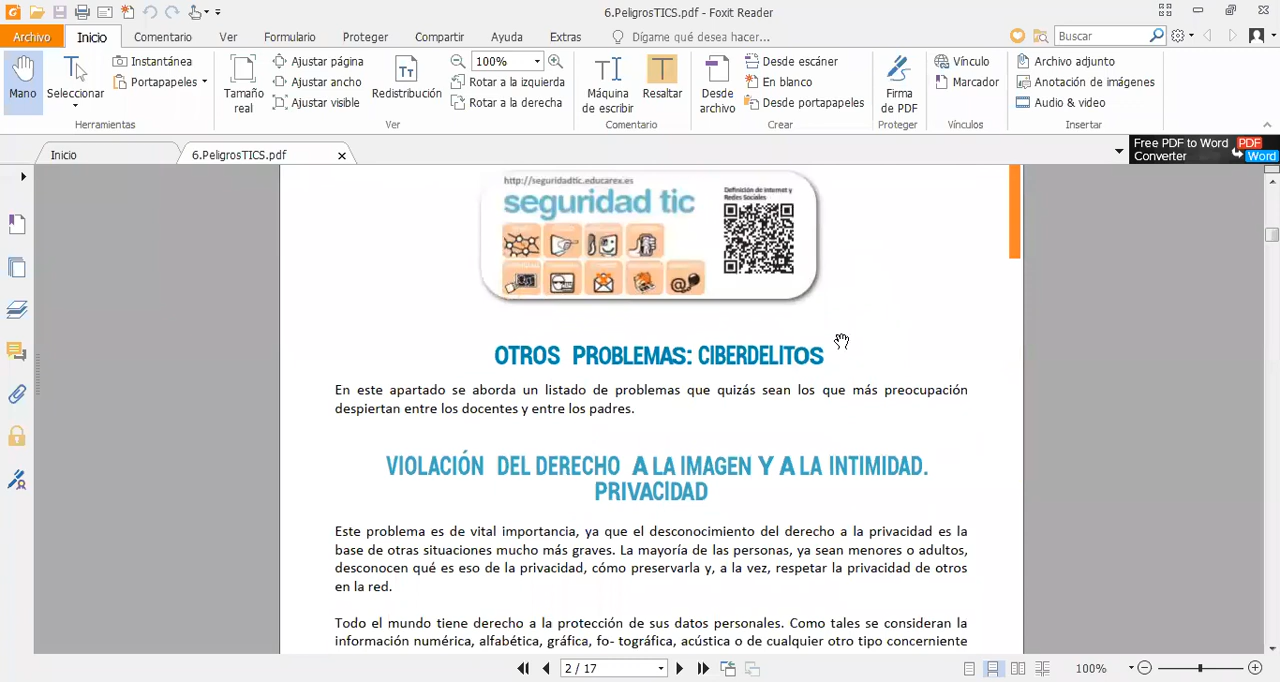 6.PeligrosTICS.pdf - Foxit Reader
Archivo Inicio Comentario Ver Formulario Proteger Compartir Ayuda Extras Dígame qué desea hacer... Buscar
Mano
Seleccionar
Instantánea
Portapapeles
Herramientas
Tamaño real
Ajustar página
Ajustar ancho
Ajustar visible
Redistribución
100%
Rotar a la izquierda
Rotar a la derecha
Ver
Máquina de escribir
Resaltar
Comentario
Desde archivo
Desde escáner
En blanco
Desde portapapeles
Crear
Firma de PDF
Proteger
Vínculo
Marcador
Vínculos
Archivo adjunto
Anotación de imágenes
Audio & video
Insertar
Inicio
6.PeligrosTICS.pdf
Free PDF to Word
Converter
PDF
Word
http://seguridadtic.educarex.es
seguridad tic
Definición de internet y
Redes Sociales
OTROS PROBLEMAS: CIBERDELITOS
En este apartado se aborda un listado de problemas que quizás sean los que más preocupación
despiertan entre los docentes y entre los padres.
VIOLACIÓN DEL DERECHO A LA IMAGEN Y A LA INTIMIDAD.
PRIVACIDAD
Este problema es de vital importancia, ya que el desconocimiento del derecho a la privacidad es la
base de otras situaciones mucho más graves. La mayoría de las personas, ya sean menores o adultos,
desconocen qué es eso de la privacidad, cómo preservarla y, a la vez, respetar la privacidad de otros
en la red.
Todo el mundo tiene derecho a la protección de sus datos personales. Como tales se consideran la
información numérica, alfabética, gráfica, fo- tográfica, acústica o de cualquier otro tipo concerniente
2 / 17
100%